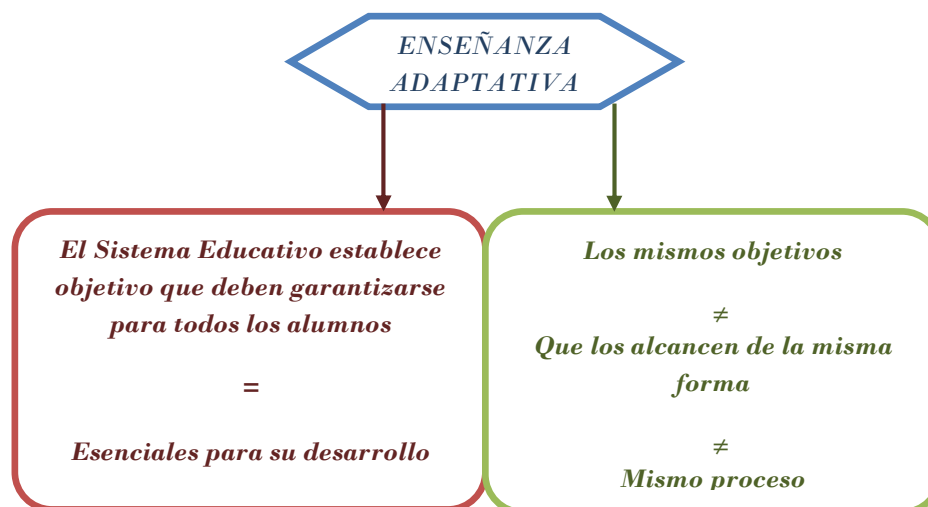 ENSEÑANZA
ADAPTATIVA
El Sistema Educativo establece
objetivo que deben garantizarse
para todos los alumnos
=
Esenciales para su desarrollo
Los mismos objetivos
≠
Que los alcancen de la misma
forma
≠
Mismo proceso